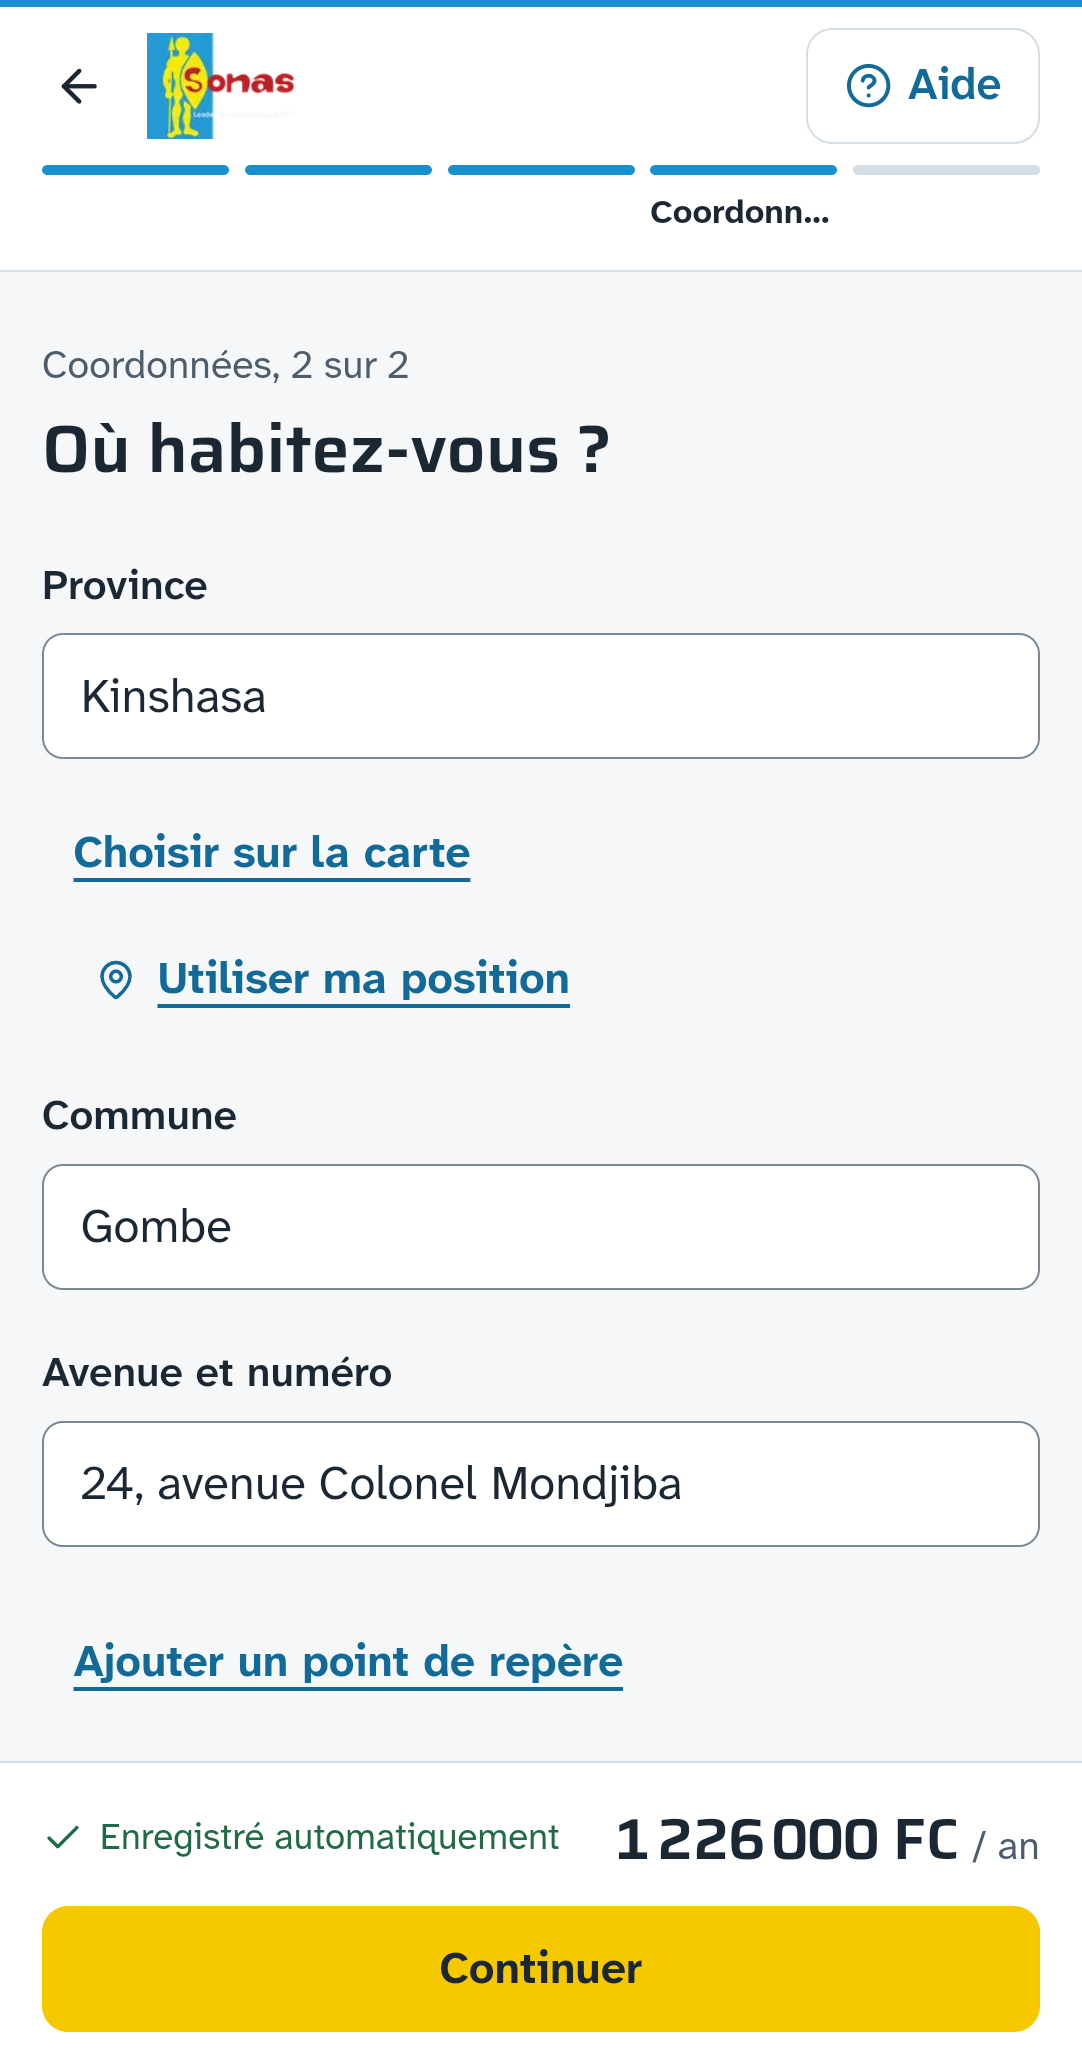 Sonas
Aide
Coordonn...
Coordonnées, 2 sur 2
Où habitez-vous ?
Province
Kinshasa
Choisir sur la carte
Utiliser ma position
Commune
Gombe
Avenue et numéro
24, avenue Colonel Mondjiba
Ajouter un point de repère
Enregistré automatiquement
1 226 000 FC / an
Continuer